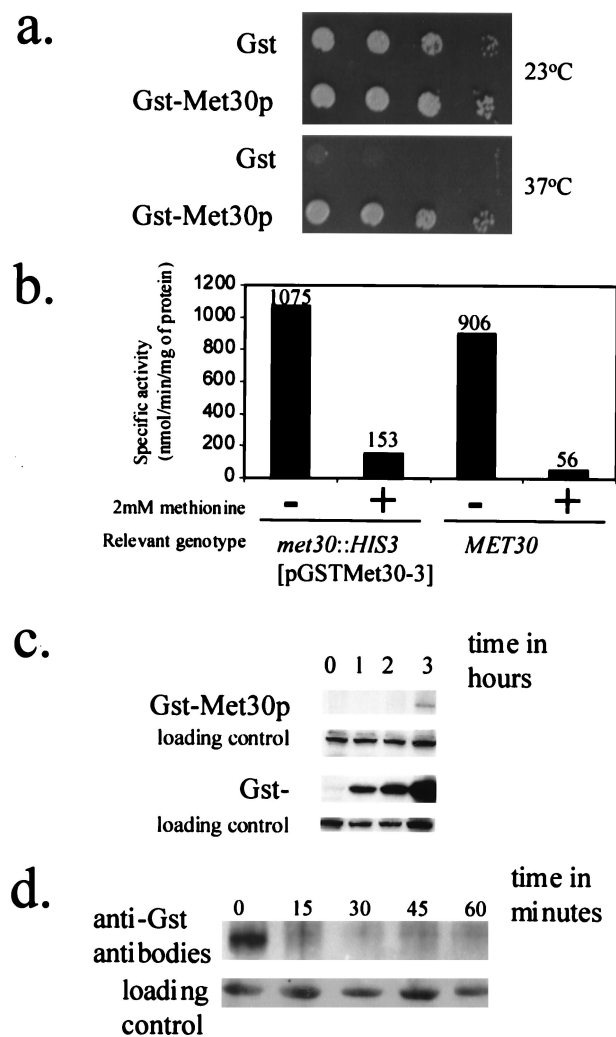 a.
Gst
Gst-Met30p
23ºC
Gst
Gst-Met30p
37ºC
b.
Specific activity
(nmol/min/mg of protein)
1200
1000
800
600
400
200
0
1075
153
906
56
2mM methionine
- + - +
Relevant genotype
met30::HIS3
[pGSTMet30-3]
MET30
c.
time in
hours
0 1 2 3
Gst-Met30p
loading control
Gst-
loading control
d.
time in
minutes
0 15 30 45 60
anti-Gst
antibodies
loading
control